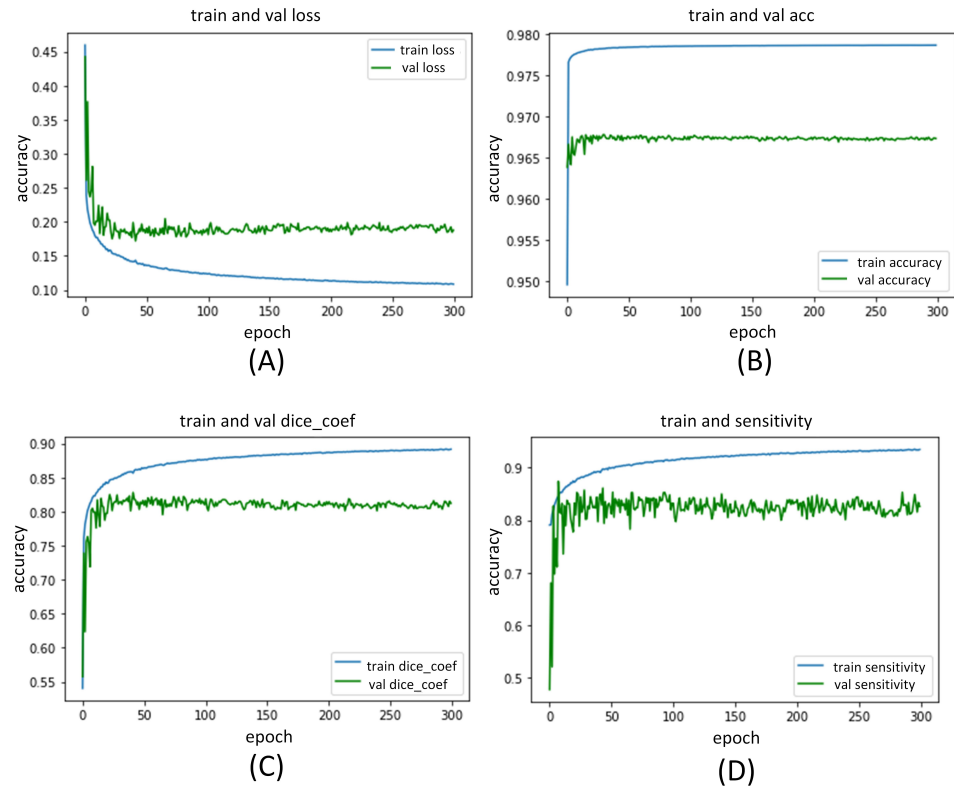 train and val loss
0.45
0.40
0.35
0.30
0.25
0.20
0.15
0.10
accuracy
train loss
val loss
0 50 100 150 200 250 300
epoch
(A)
train and val acc
0.980
0.975
0.970
0.965
0.960
0.955
0.950
accuracy
train accuracy
val accuracy
0 50 100 150 200 250 300
epoch
(B)
train and val dice_coef
0.90
0.85
0.80
0.75
0.70
0.65
0.60
0.55
accuracy
train dice_coef
val dice_coef
0 50 100 150 200 250 300
epoch
(C)
train and sensitivity
0.9
0.8
0.7
0.6
0.5
accuracy
train sensitivity
val sensitivity
0 50 100 150 200 250 300
epoch
(D)